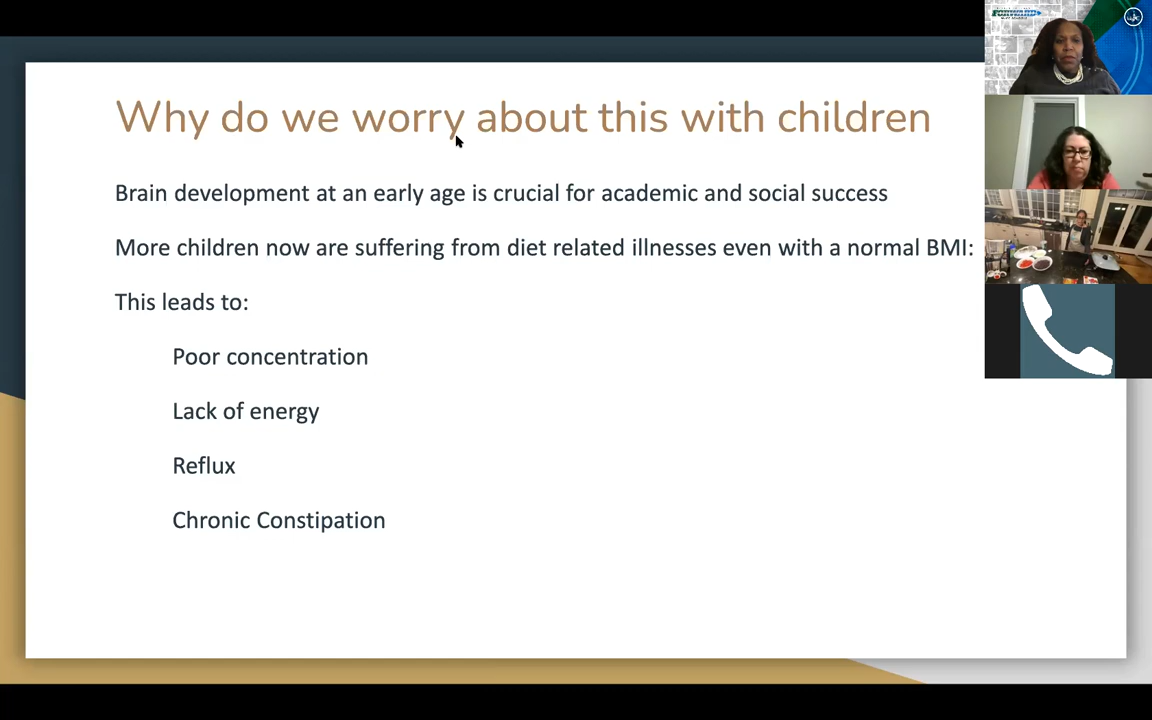 Why do we worry about this with children
Brain development at an early age is crucial for academic and social success
More children now are suffering from diet related illnesses even with a normal BMI:
This leads to:
Poor concentration
Lack of energy
Reflux
Chronic Constipation
FORWARD